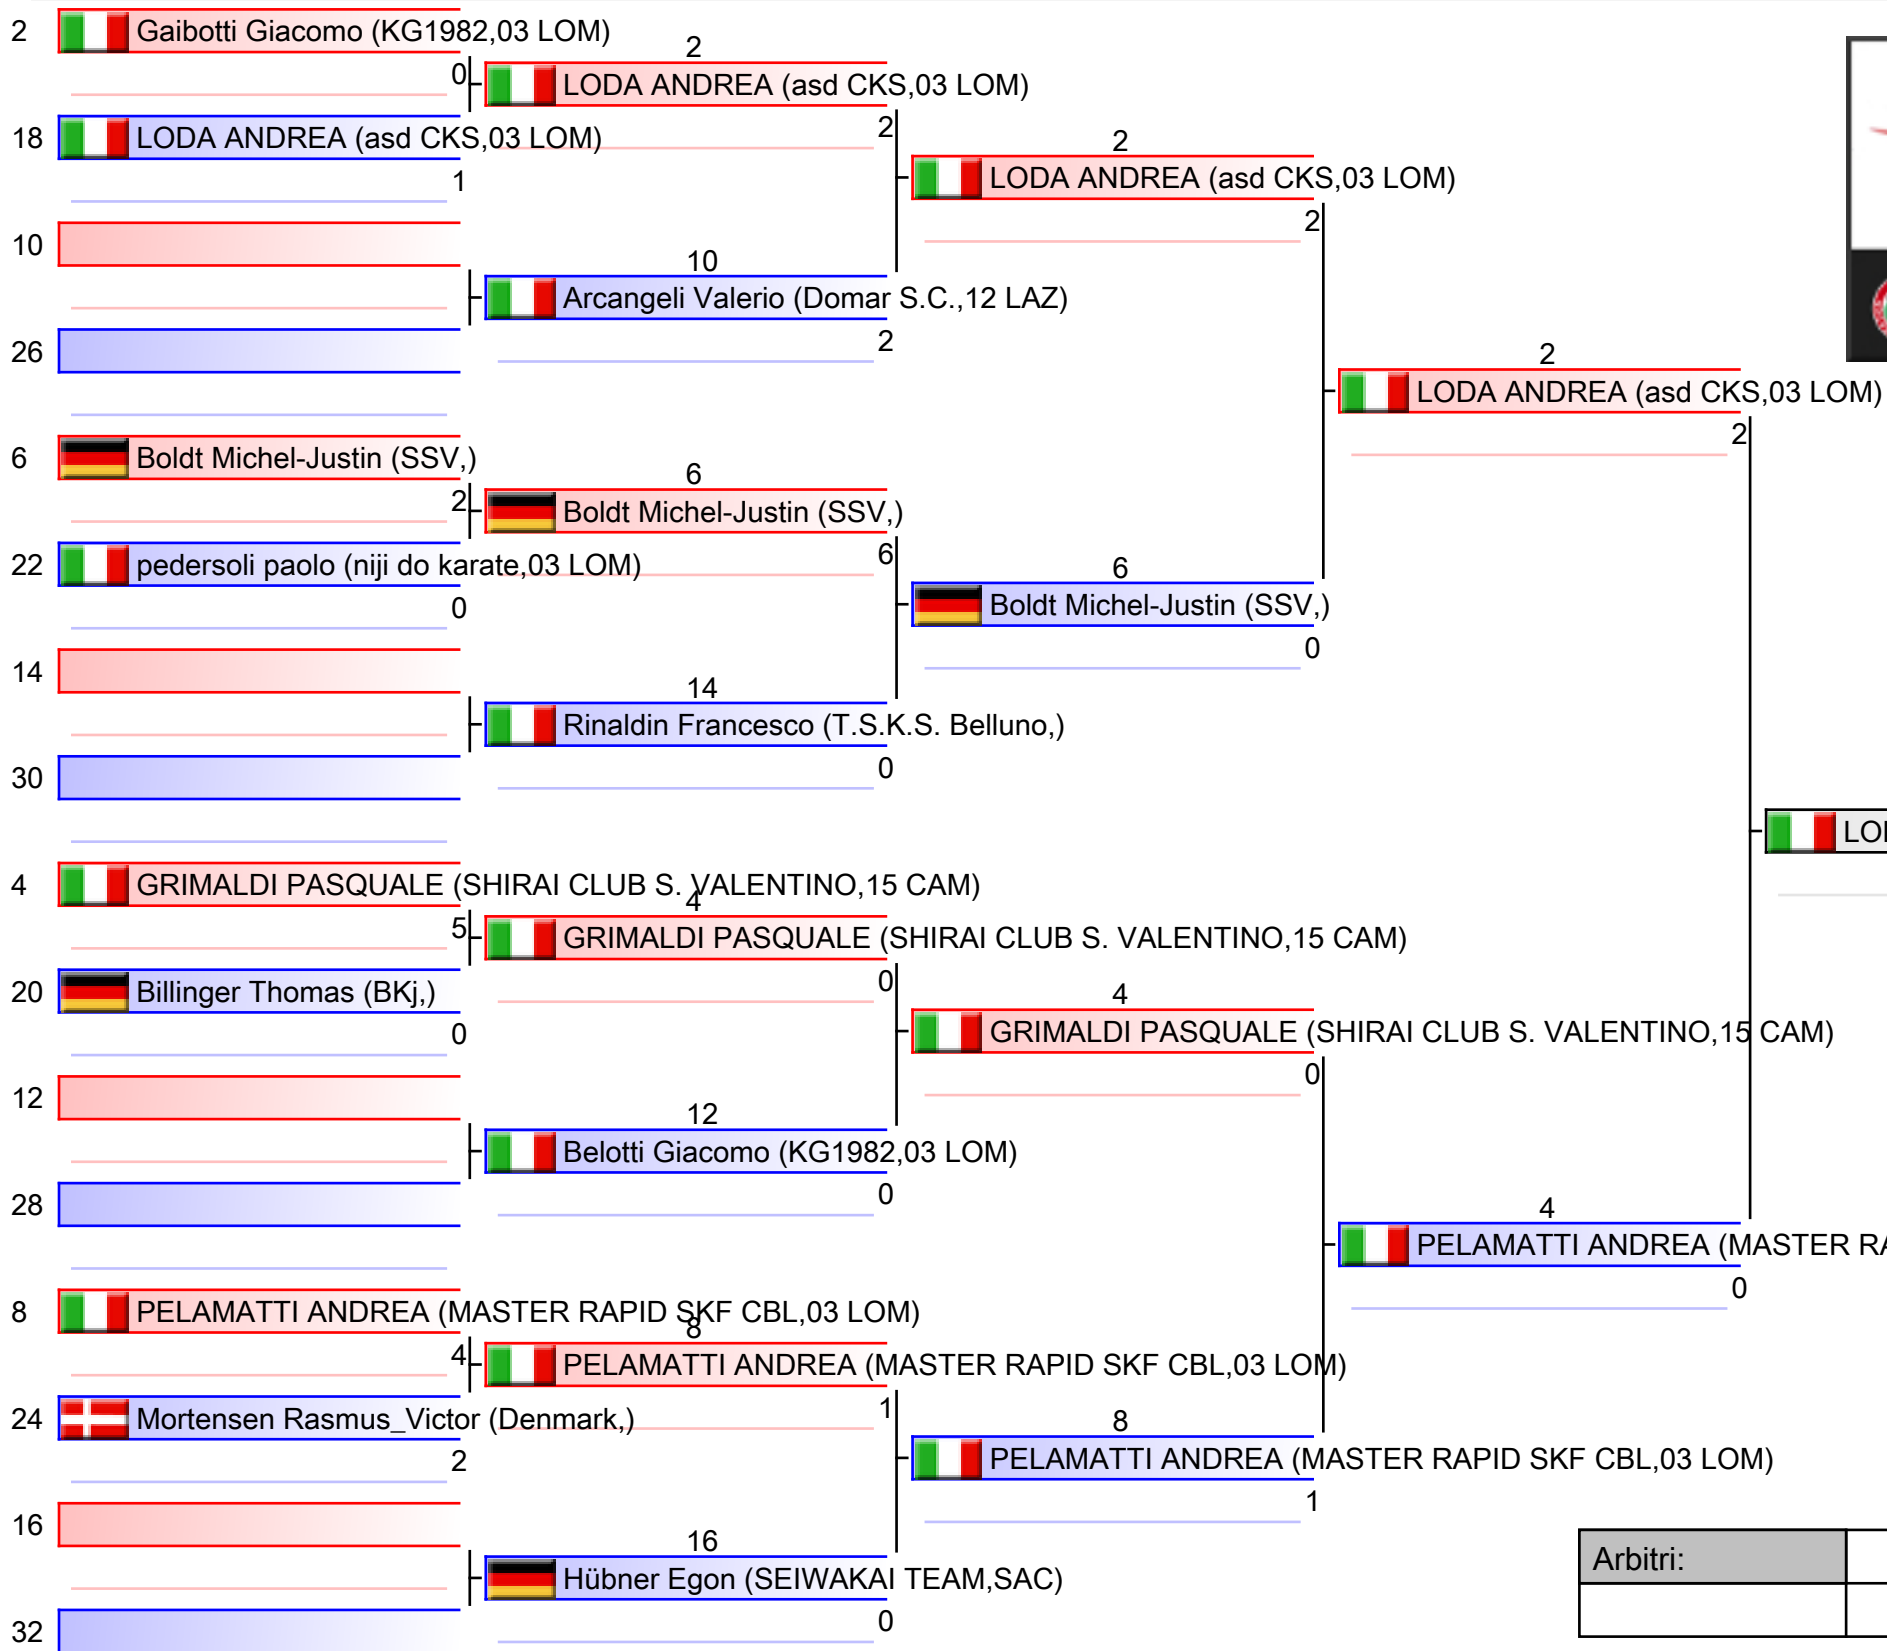 2 Gaibotti Giacomo (KG1982,03 LOM)
0
18 LODA ANDREA (asd CKS,03 LOM)
1
10
26
6 Boldt Michel-Justin (SSV,)
2
22 pedersoli paolo (niji do karate,03 LOM)
0
14
30
4 GRIMALDI PASQUALE (SHIRAI CLUB S. VALENTINO,15 CAM)
5
20 Billinger Thomas (BKj,)
0
12
28
8 PELAMATTI ANDREA (MASTER RAPID SKF CBL,03 LOM)
4
24 Mortensen Rasmus_Victor (Denmark,)
2
16
32
2
LODA ANDREA (asd CKS,03 LOM)
2
10
Arcangeli Valerio (Domar S.C.,12 LAZ)
2
6
Boldt Michel-Justin (SSV,)
6
14
Rinaldin Francesco (T.S.K.S. Belluno,)
0
4
GRIMALDI PASQUALE (SHIRAI CLUB S. VALENTINO,15 CAM)
0
12
Belotti Giacomo (KG1982,03 LOM)
0
8
PELAMATTI ANDREA (MASTER RAPID SKF CBL,03 LOM)
1
16
Hübner Egon (SEIWAKAI TEAM,SAC)
0
2
LODA ANDREA (asd CKS,03 LOM)
2
6
Boldt Michel-Justin (SSV,)
0
4
GRIMALDI PASQUALE (SHIRAI CLUB S. VALENTINO,15 CAM)
0
8
PELAMATTI ANDREA (MASTER RAPID SKF CBL,03 LOM)
1
2
LODA ANDREA (asd CKS,03 LOM)
2
4
PELAMATTI ANDREA (MASTER
0
Arbitri: